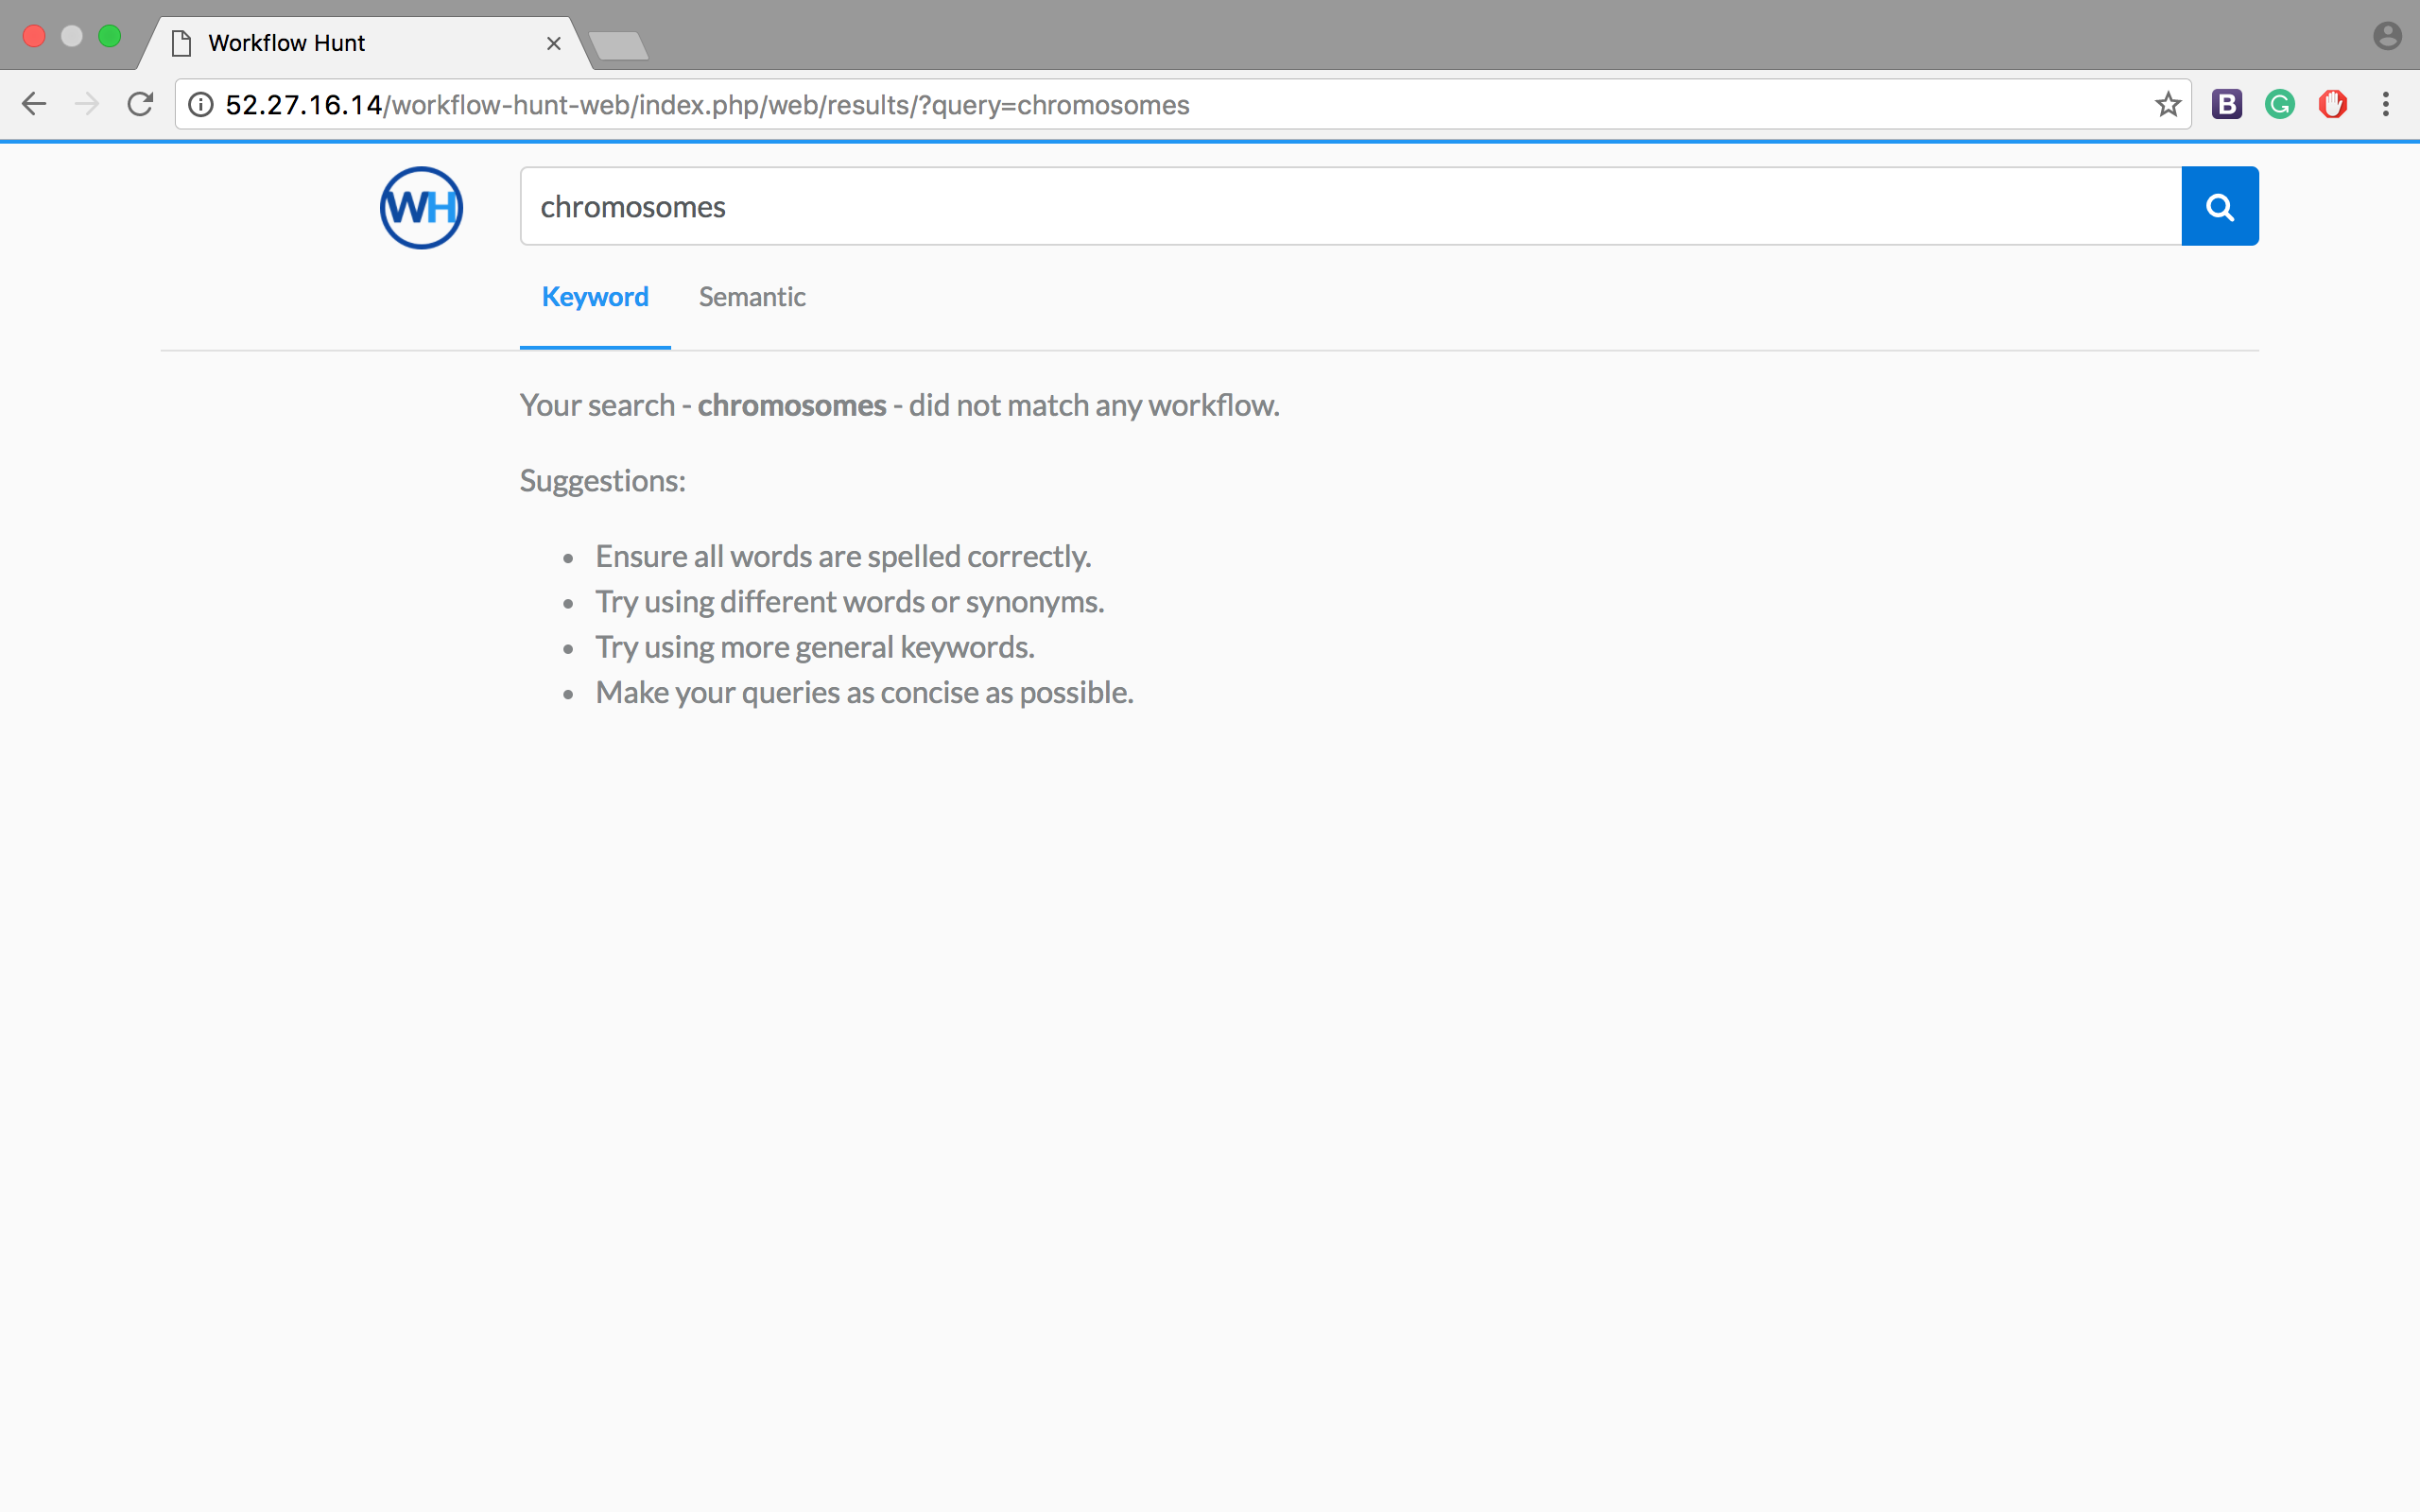 Workflow Hunt
52.27.16.14/workflow-hunt-web/index.php/web/results/?query=chromosomes
B G
WH
chromosomes
Keyword Semantic
Your search - chromosomes - did not match any workflow.
Suggestions:
• Ensure all words are spelled correctly.
• Try using different words or synonyms.
• Try using more general keywords.
• Make your queries as concise as possible.